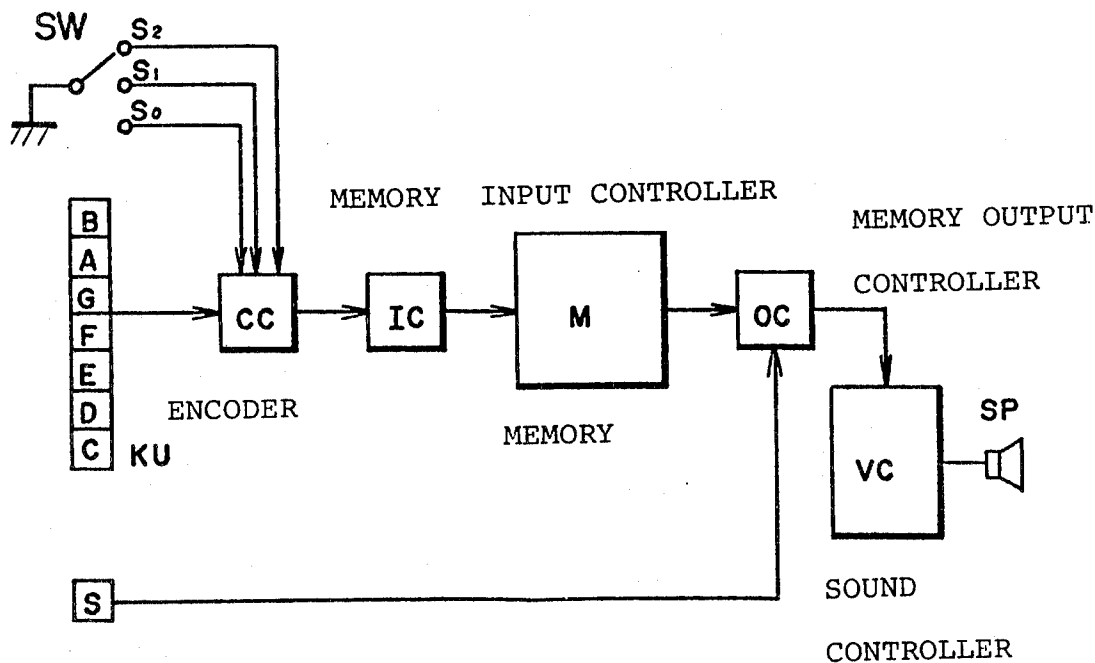 SW
S2
S1
S0
MEMORY INPUT CONTROLLER
MEMORY OUTPUT
CONTROLLER
B
A
G
F
E
D
C
KU
CC
IC
M
OC
ENCODER
MEMORY
SP
VC
S
SOUND
CONTROLLER